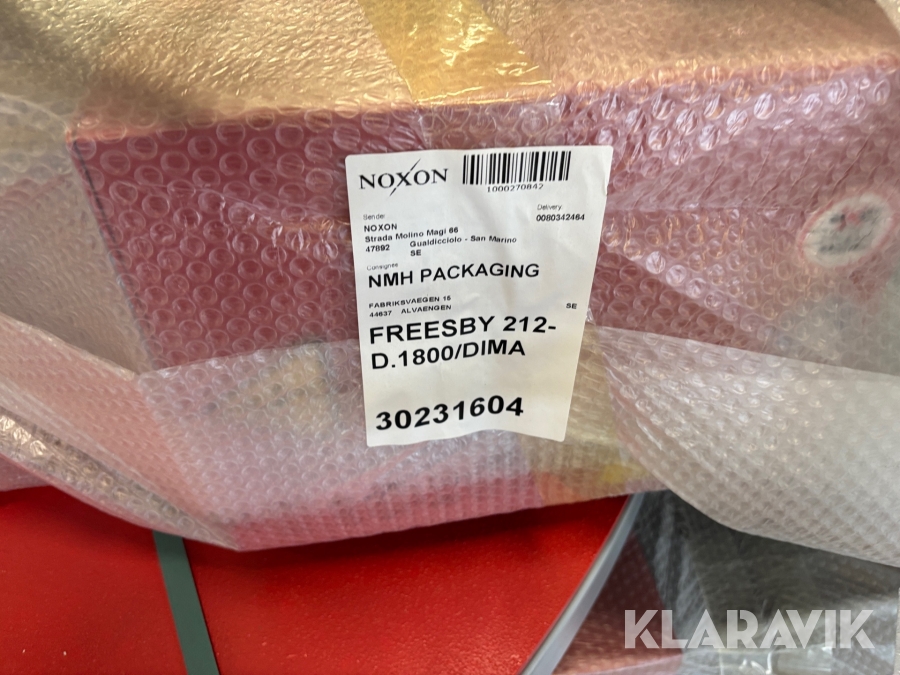 NOXON
1000270842
Sender
Delivery
NOXON
0080342464
Strada Molino Magi 66
47892 Gualdicciolo - San Marino
SE
Consignee
NMH PACKAGING
FABRIKSVAEGEN 15
44637 ALVAENGEN SE
FREESBY 212-
D.1800/DIMA
30231604
KLARAVIK